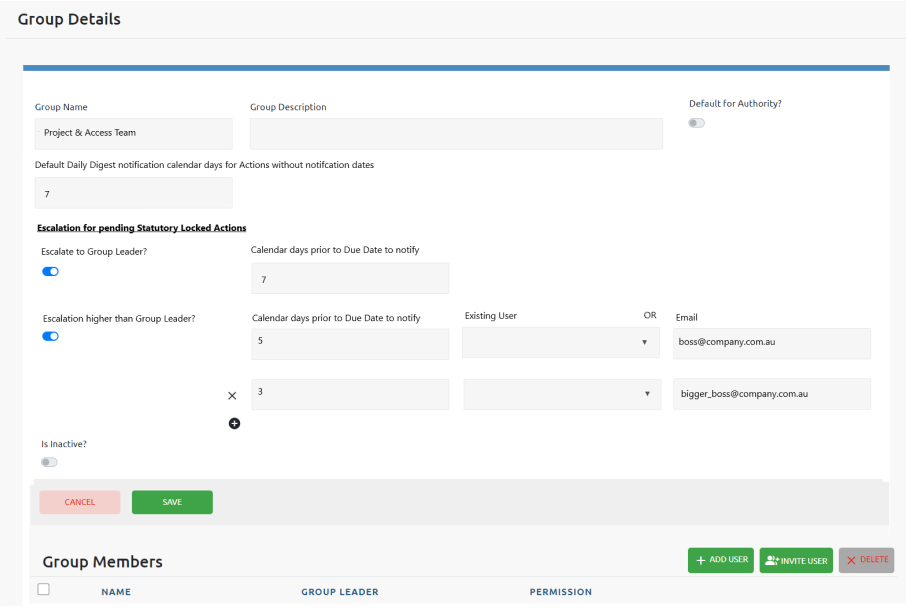 Group Details
Group Name
Group Description
Default for Authority?
Project & Access Team
Default Daily Digest notification calendar days for Actions without notifcation dates
7
Escalation for pending Statutory Locked Actions
Escalate to Group Leader?
Calendar days prior to Due Date to notify
7
Escalation higher than Group Leader?
Calendar days prior to Due Date to notify
Existing User
OR
Email
5
boss@company.com.au
3
bigger_boss@company.com.au
Is Inactive?
CANCEL
SAVE
Group Members
ADD USER
INVITE USER
DELETE
NAME
GROUP LEADER
PERMISSION